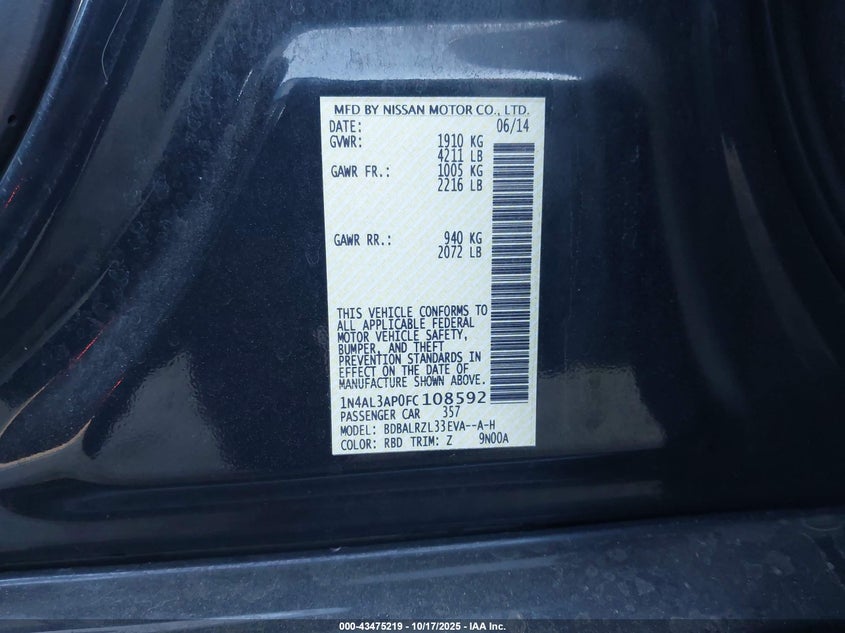 MFD BY NISSAN MOTOR CO., LTD.
DATE: 06/14
GVWR: 1910 KG
4211 LB
GAWR FR.: 1005 KG
2216 LB
GAWR RR.: 940 KG
2072 LB
THIS VEHICLE CONFORMS TO
ALL APPLICABLE FEDERAL
MOTOR VEHICLE SAFETY,
BUMPER, AND THEFT
PREVENTION STANDARDS IN
EFFECT ON THE DATE OF
MANUFACTURE SHOWN ABOVE.
1N4AL3AP0FC108592
PASSENGER CAR 357
MODEL: BDBALRZL33EVA--A-H
COLOR: RBD TRIM: Z 9N00A
000-43475219 - 10/17/2025 - IAA Inc.